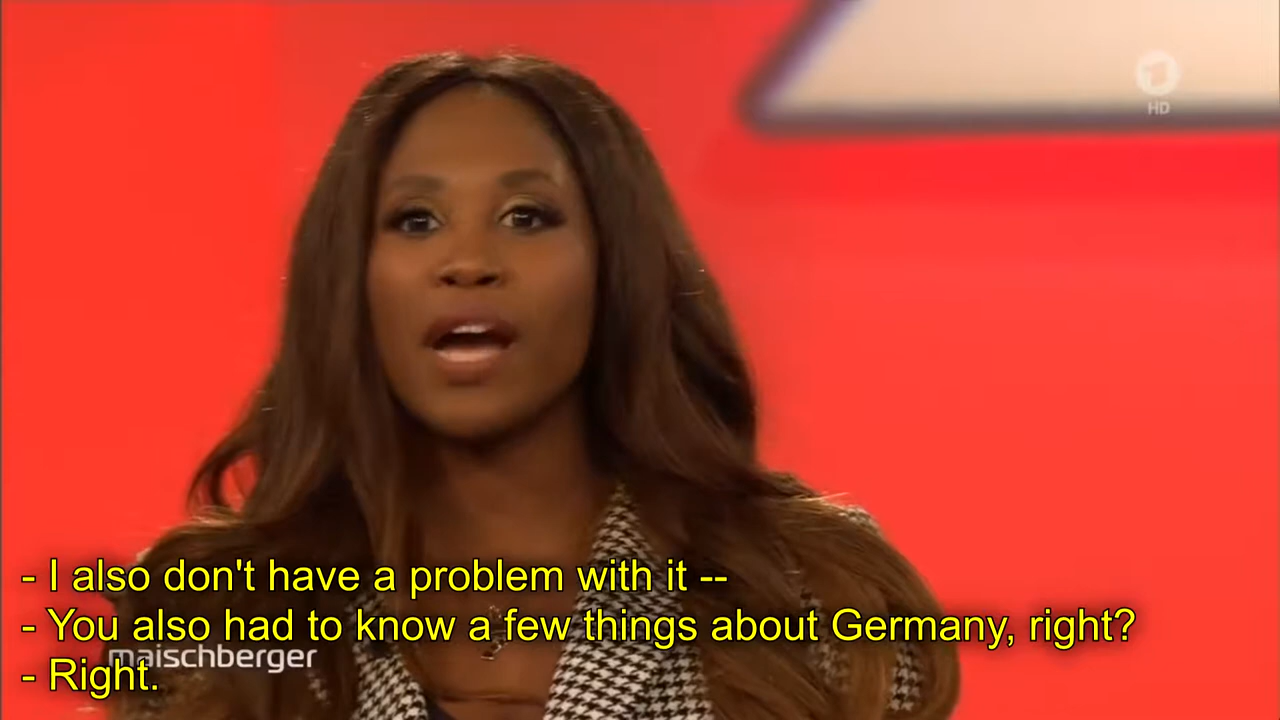 1
HD
- I also don't have a problem with it --
- You also had to know a few things about Germany, right?
maischberger
- Right.